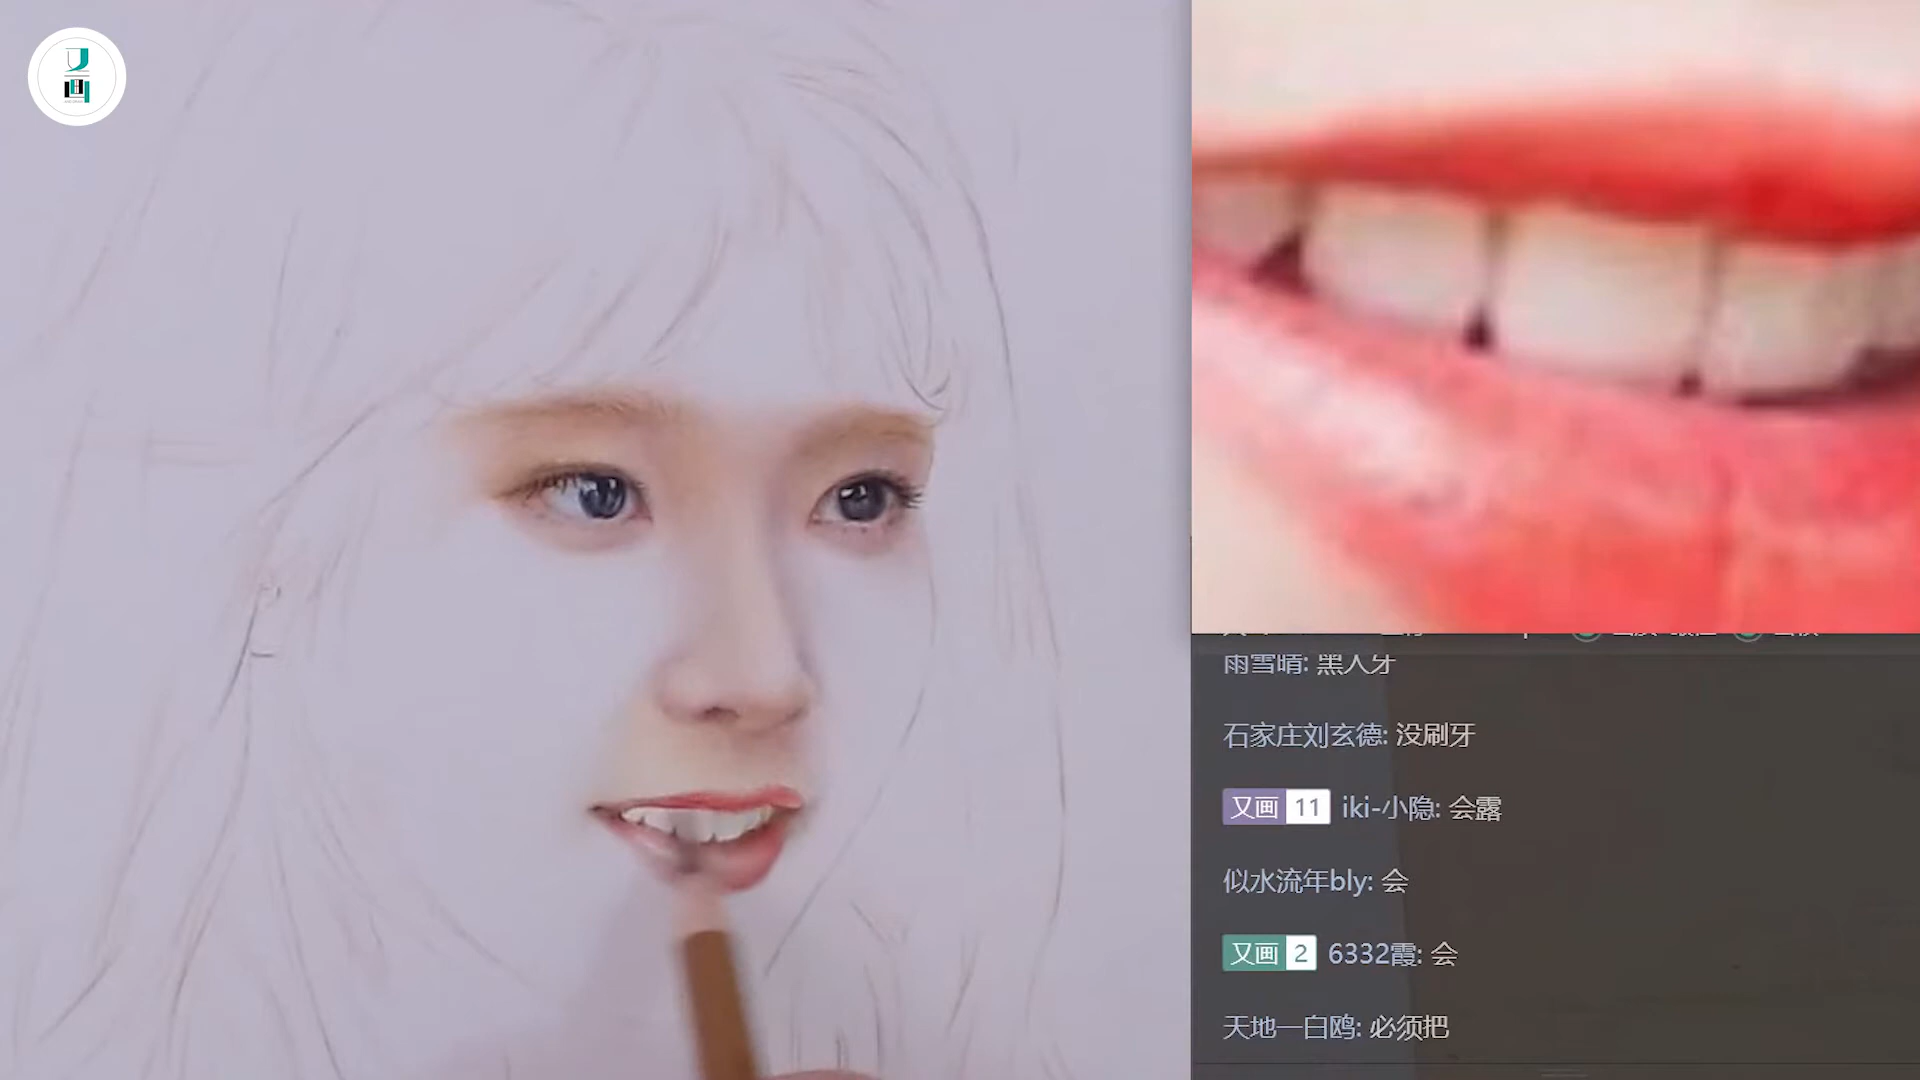 又画
雨雪晴: 黑人牙
石家庄刘玄德: 没刷牙
又画 11 iki-小隐: 会露
似水流年bly: 会
又画 2 6332霞: 会
天地一白鸥: 必须把